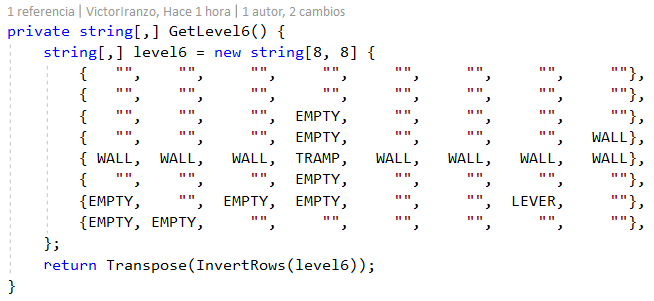 1 referencia | VictorIranzo, Hace 1 hora | 1 autor, 2 cambios
private string[,] GetLevel6() {
    string[,] level6 = new string[8, 8] {
        {   "",    "",    "",    "",    "",    "",    "",    ""},
        {   "",    "",    "",    "",    "",    "",    "",    ""},
        {   "",    "",    "", EMPTY,    "",    "",    "",    ""},
        {   "",    "",    "", EMPTY,    "",    "",    "",  WALL},
        { WALL,  WALL,  WALL, TRAMP,  WALL,  WALL,  WALL,  WALL},
        {   "",    "",    "", EMPTY,    "",    "",    "",    ""},
        {EMPTY,    "", EMPTY, EMPTY,    "",    "", LEVER,    ""},
        {EMPTY, EMPTY,    "",    "",    "",    "",    "",    ""},
    };
    return Transpose(InvertRows(level6));
}